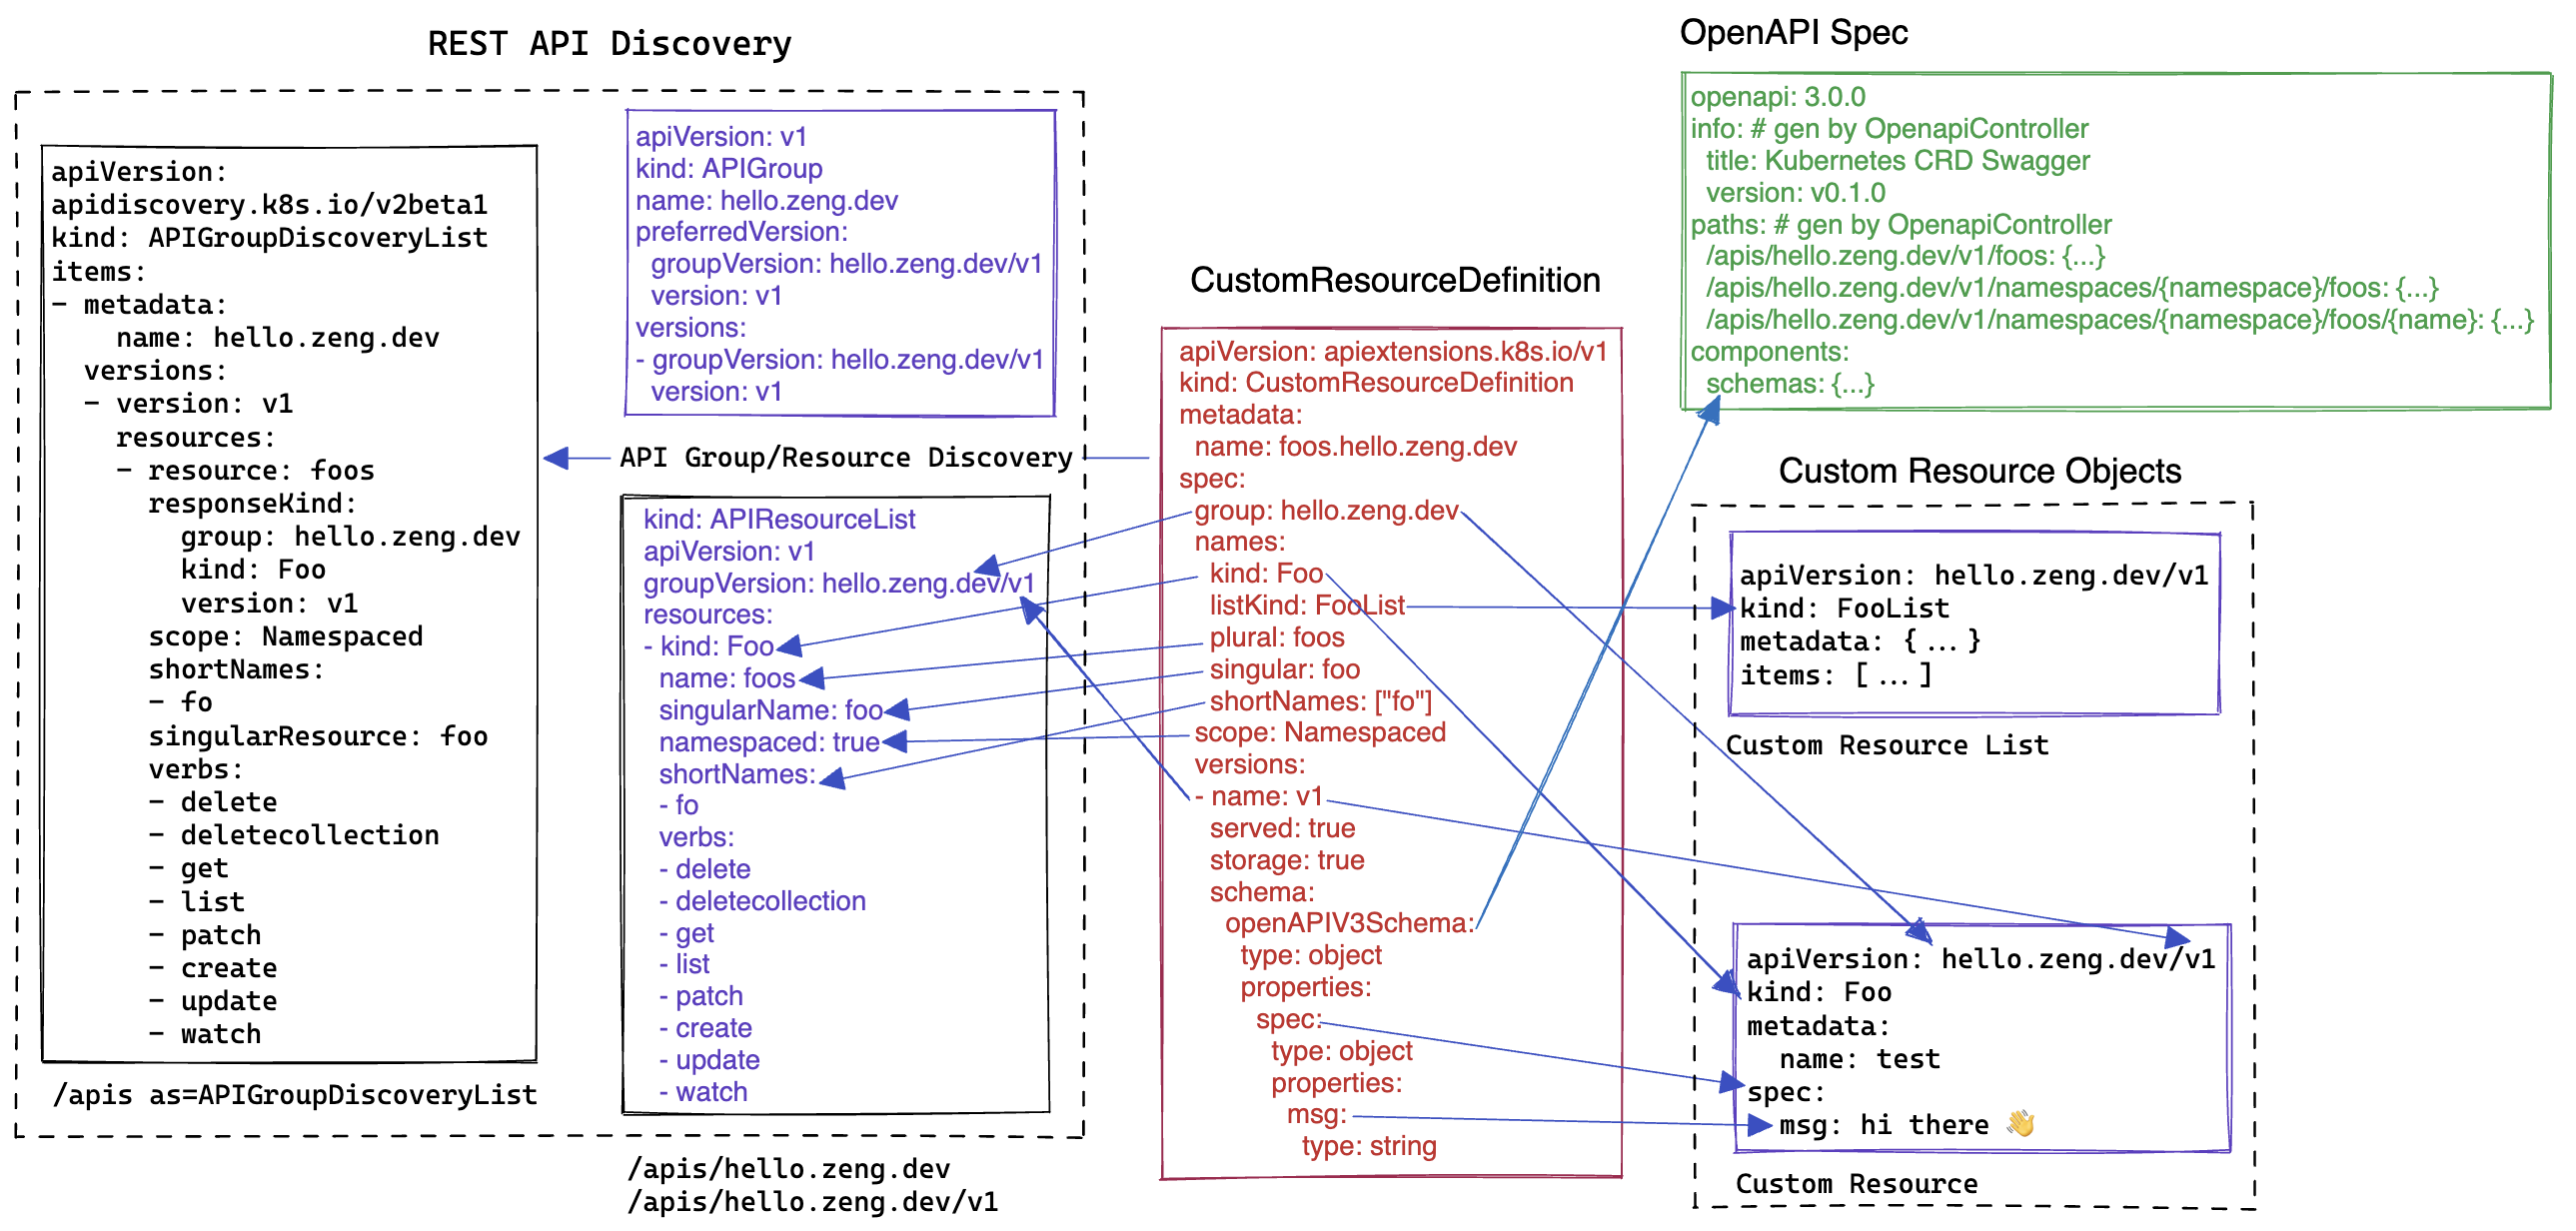 REST API Discovery
apiVersion:
apidiscovery.k8s.io/v2beta1
kind: APIGroupDiscoveryList
items:
- metadata:
    name: hello.zeng.dev
  versions:
  - version: v1
    resources:
    - resource: foos
      responseKind:
        group: hello.zeng.dev
        kind: Foo
        version: v1
      scope: Namespaced
      shortNames:
      - fo
      singularResource: foo
      verbs:
      - delete
      - deletecollection
      - get
      - list
      - patch
      - create
      - update
      - watch
/apis as=APIGroupDiscoveryList
apiVersion: v1
kind: APIGroup
name: hello.zeng.dev
preferredVersion:
  groupVersion: hello.zeng.dev/v1
  version: v1
versions:
- groupVersion: hello.zeng.dev/v1
  version: v1
API Group/Resource Discovery
kind: APIResourceList
apiVersion: v1
groupVersion: hello.zeng.dev/v1
resources:
- kind: Foo
  name: foos
  singularName: foo
  namespaced: true
  shortNames:
  - fo
  verbs:
  - delete
  - deletecollection
  - get
  - list
  - patch
  - create
  - update
  - watch
/apis/hello.zeng.dev
/apis/hello.zeng.dev/v1
CustomResourceDefinition
apiVersion: apiextensions.k8s.io/v1
kind: CustomResourceDefinition
metadata:
  name: foos.hello.zeng.dev
spec:
  group: hello.zeng.dev
  names:
    kind: Foo
    listKind: FooList
    plural: foos
    singular: foo
    shortNames: ["fo"]
  scope: Namespaced
  versions:
  - name: v1
    served: true
    storage: true
    schema:
      openAPIV3Schema:
        type: object
        properties:
          spec:
            type: object
            properties:
              msg:
                type: string
OpenAPI Spec
openapi: 3.0.0
info: # gen by OpenapiController
  title: Kubernetes CRD Swagger
  version: v0.1.0
paths: # gen by OpenapiController
  /apis/hello.zeng.dev/v1/foos: {...}
  /apis/hello.zeng.dev/v1/namespaces/{namespace}/foos: {...}
  /apis/hello.zeng.dev/v1/namespaces/{namespace}/foos/{name}: {...}
components:
  schemas: {...}
Custom Resource Objects
apiVersion: hello.zeng.dev/v1
kind: FooList
metadata: { ... }
items: [ ... ]
Custom Resource List
apiVersion: hello.zeng.dev/v1
kind: Foo
metadata:
  name: test
spec:
  msg: hi there 👋
Custom Resource